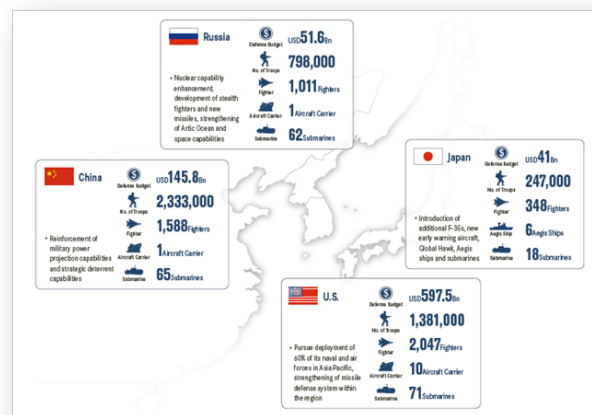 Russia
Defense Budget USD51.6Bn
No. of Troops 798,000
Fighter 1,011Fighters
Aircraft Carrier 1Aircraft Carrier
Submarine 62Submarines
• Nuclear capability
enhancement,
development of stealth
fighters and new
missiles, strengthening
of Artic Ocean and
space capabilities
China
Defense Budget USD145.8Bn
No. of Troops 2,333,000
Fighter 1,588Fighters
Aircraft Carrier 1Aircraft Carrier
Submarine 65Submarines
• Reinforcement of
military power
projection capabilities
and strategic deterrent
capabilities
Japan
Defense Budget USD41Bn
No. of Troops 247,000
Fighter 348Fighters
Aegis Ship 6Aegis Ships
Submarine 18Submarines
• Introduction of
additional F-35s, new
early warning aircraft,
Global Hawk, Aegis
ships and submarines
U.S.
Defense Budget USD597.5Bn
No. of Troops 1,381,000
Fighter 2,047Fighters
Aircraft Carrier 10Aircraft Carrier
Submarine 71Submarines
• Pursue deployment of
60% of its naval and air
forces in Asia Pacific,
strengthening of missile
defense system within
the region